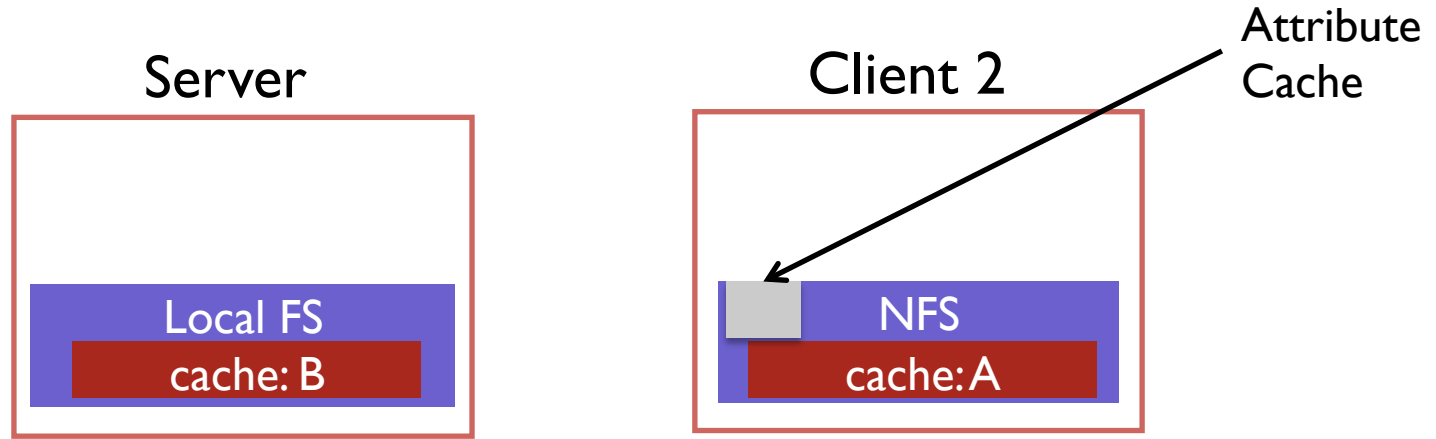 Attribute
Cache
Server
Client 2
Local FS
cache: B
NFS
cache: A